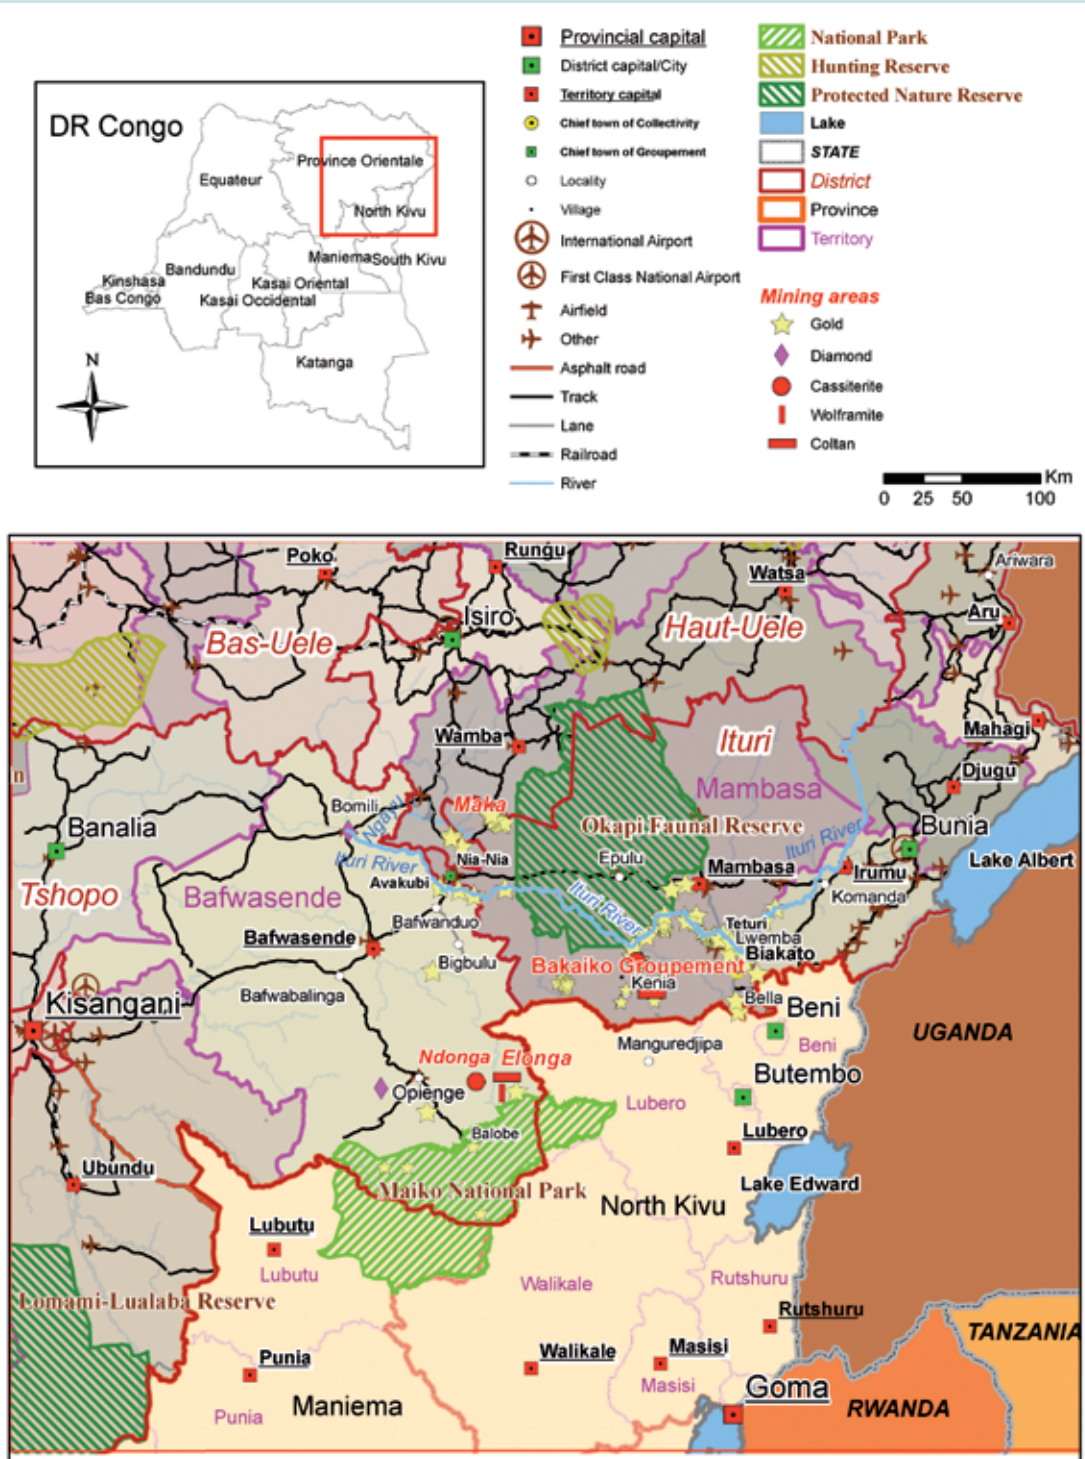 DR Congo
Province Orientale
Equateur
North Kivu
Maniema
South Kivu
Bandundu
Kasai Oriental
Kinshasa
Bas Congo
Kasai Occidental
Katanga
N
Provincial capital
District capital/City
Territory capital
Chief town of Collectivity
Chief town of Groupement
Locality
Village
International Airport
First Class National Airport
Airfield
Other
Asphalt road
Track
Lane
Railroad
River
National Park
Hunting Reserve
Protected Nature Reserve
Lake
STATE
District
Province
Territory
Mining areas
Gold
Diamond
Cassiterite
Wolframite
Coltan
Km
0 25 50 100
Poko
Rungu
Watsa
Ariwara
Aru
Isiro
Bas-Uele
Haut-Uele
Wamba
Ituri
Mahagi
Mambasa
Djugu
n
Bomili
Ngayu
Maka
Banalia
Okapi Faunal Reserve
Bunia
Ituri River
Nia-Nia
Epulu
Ituri River
Lake Albert
Tshopo
Bafwasende
Avakubi
Mambasa
Irumu
Komanda
Ituri River
Bafwanduo
Teturi
Lwemba
Bafwasende
Biakato
Bigbulu
Bakaiko Groupement
Kenia
Kisangani
Bafwabalinga
Bella
Beni
UGANDA
Manguredjipa
Beni
Ndonga
Elonga
Butembo
Opienge
Lubero
Balobe
Lubero
Ubundu
Lake Edward
Maiko National Park
North Kivu
Lubutu
Lubutu
Walikale
Rutshuru
Lomami-Lualaba Reserve
Rutshuru
TANZANIA
Punia
Walikale
Masisi
Masisi
Goma
Maniema
Punia
RWANDA